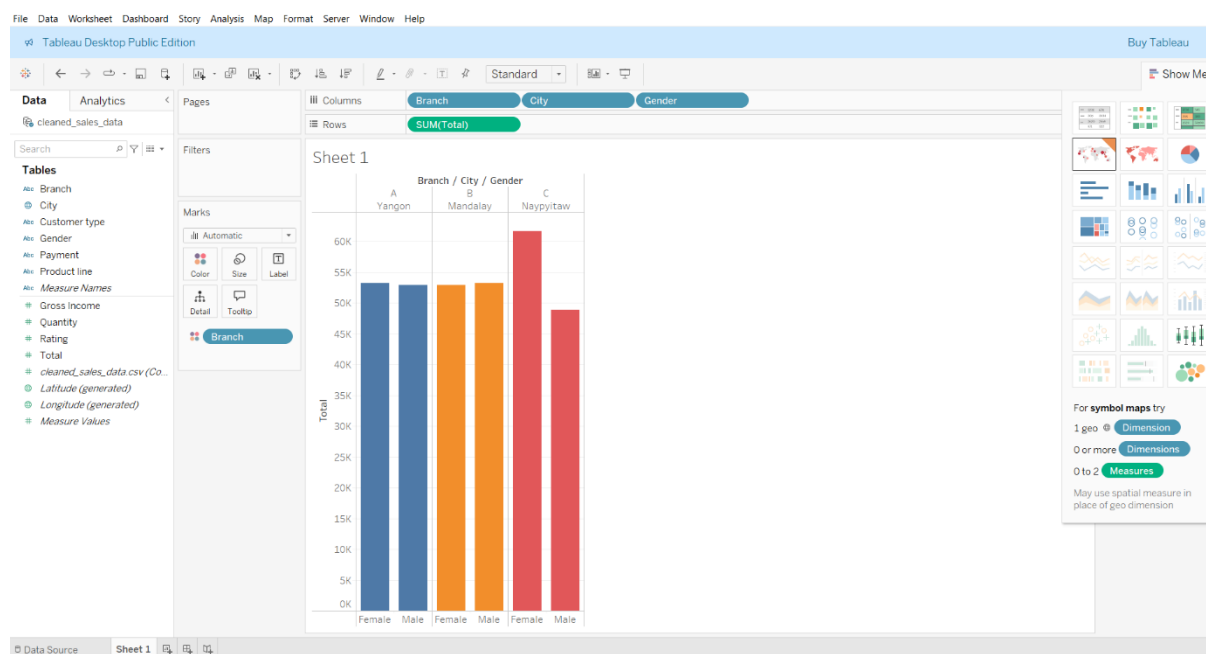 File Data Worksheet Dashboard Story Analysis Map Format Server Window Help
Tableau Desktop Public Edition Buy Tableau
Standard Show Me
Data Analytics Pages Columns Branch City Gender
cleaned_sales_data Rows SUM(Total)
Search
Filters
Sheet 1
Tables
Abc Branch
City
Abc Customer type
Abc Gender
Abc Payment
Abc Product line
Abc Measure Names
# Gross Income
# Quantity
# Rating
# Total
# cleaned_sales_data.csv (Co...
Latitude (generated)
Longitude (generated)
# Measure Values
Marks
Automatic
Color Size Label
Detail Tooltip
Branch
Branch / City / Gender
A B C
Yangon Mandalay Naypyitaw
Total
60K
55K
50K
45K
40K
35K
30K
25K
20K
15K
10K
5K
0K
Female Male Female Male Female Male
For symbol maps try
1 geo Dimension
0 or more Dimensions
0 to 2 Measures
May use spatial measure in
place of geo dimension
Data Source Sheet 1